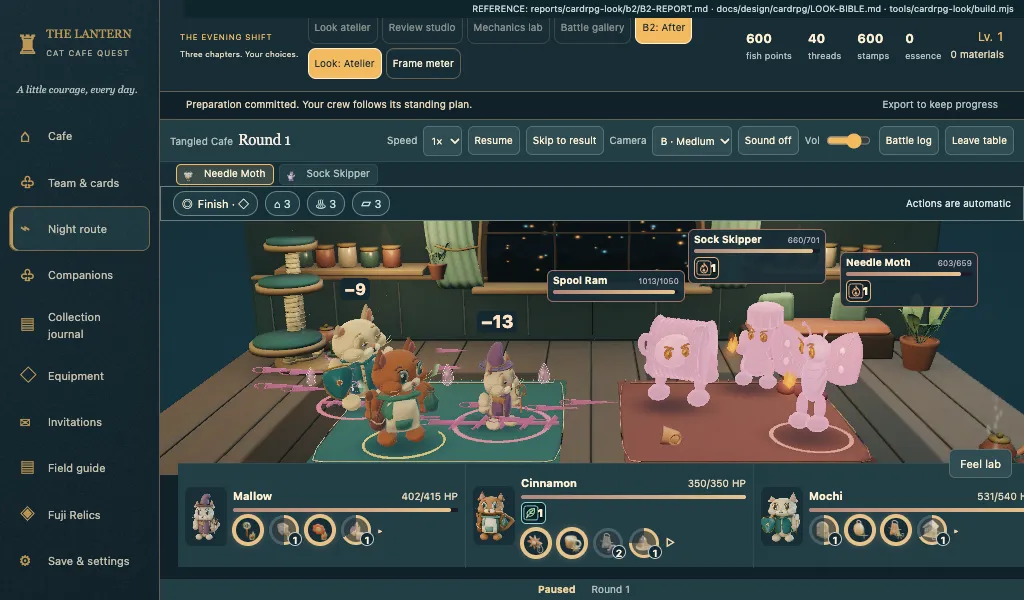 REFERENCE: reports/cardrpg-look/b2/B2-REPORT.md · docs/design/cardrpg/LOOK-BIBLE.md · tools/cardrpg-look/build.mjs
THE LANTERN
CAT CAFE QUEST
A little courage, every day.
Cafe
Team & cards
Night route
Companions
Collection
journal
Equipment
Invitations
Field guide
Fuji Relics
Save & settings
THE EVENING SHIFT
Three chapters. Your choices.
Look atelier
Review studio
Mechanics lab
Battle gallery
B2: After
Look: Atelier
Frame meter
600
fish points
40
threads
600
stamps
0
essence
Lv. 1
0 materials
Preparation committed. Your crew follows its standing plan.
Export to keep progress
Tangled Cafe Round 1
Speed
1x
Resume
Skip to result
Camera
B · Medium
Sound off
Vol
Battle log
Leave table
Needle Moth
Sock Skipper
Finish ·
3
3
3
Actions are automatic
Sock Skipper 660/701
1
Needle Moth 603/659
1
Spool Ram 1013/1050
−9
−13
Feel lab
Mallow 402/415 HP
1
1
Cinnamon 350/350 HP
1
2
1
Mochi 531/540 H
1
1
Paused Round 1